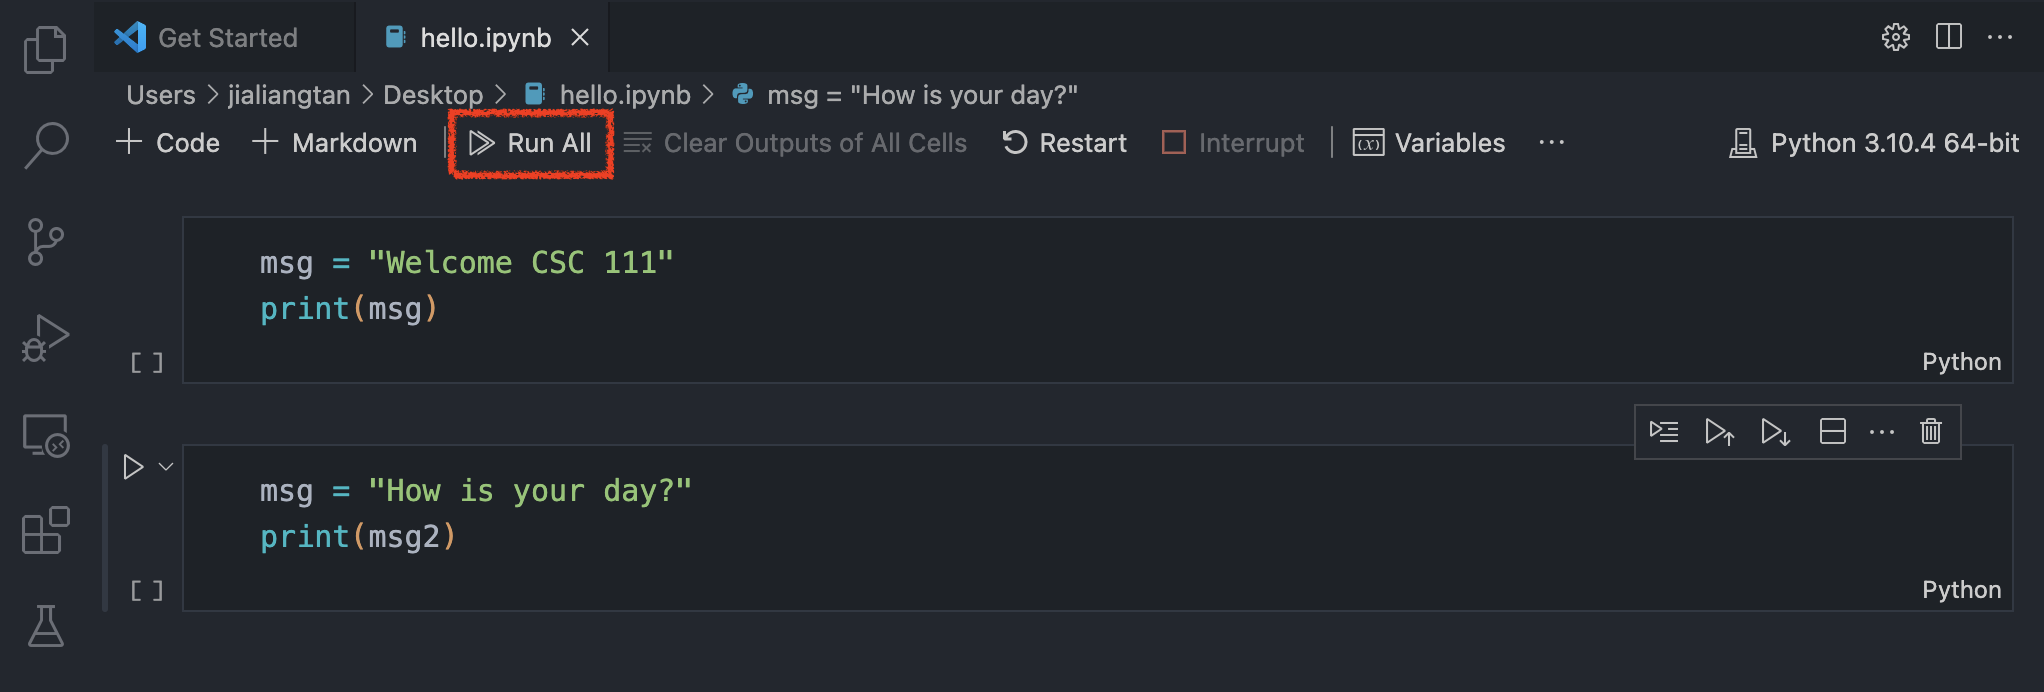 Get Started
hello.ipynb
Users > jialiangtan > Desktop > hello.ipynb > msg = "How is your day?"
+ Code + Markdown Run All Clear Outputs of All Cells Restart Interrupt (x) Variables ··· Python 3.10.4 64-bit
msg = "Welcome CSC 111"
print(msg)
[ ]
Python
msg = "How is your day?"
print(msg2)
[ ]
Python